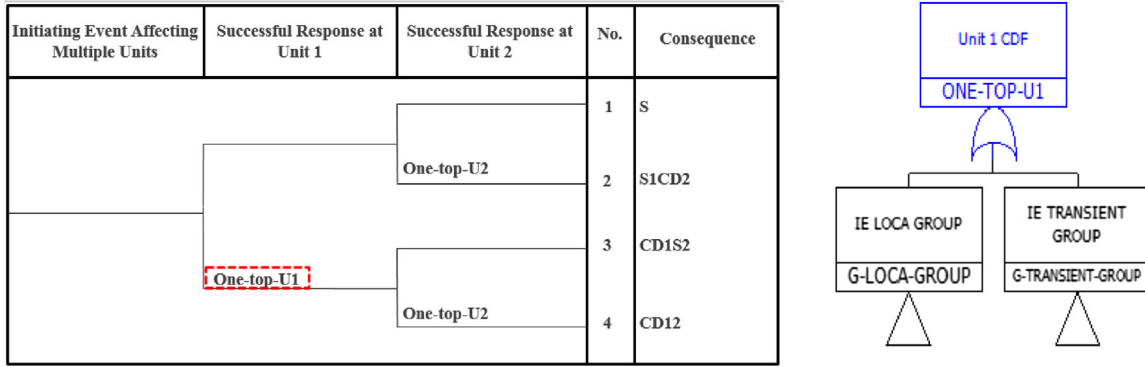 Initiating Event Affecting
Multiple Units
Successful Response at
Unit 1
Successful Response at
Unit 2
No.
Consequence
1
S
One-top-U2
2
S1CD2
3
CD1S2
One-top-U1
One-top-U2
4
CD12
Unit 1 CDF
ONE-TOP-U1
IE LOCA GROUP
G-LOCA-GROUP
IE TRANSIENT
GROUP
G-TRANSIENT-GROUP